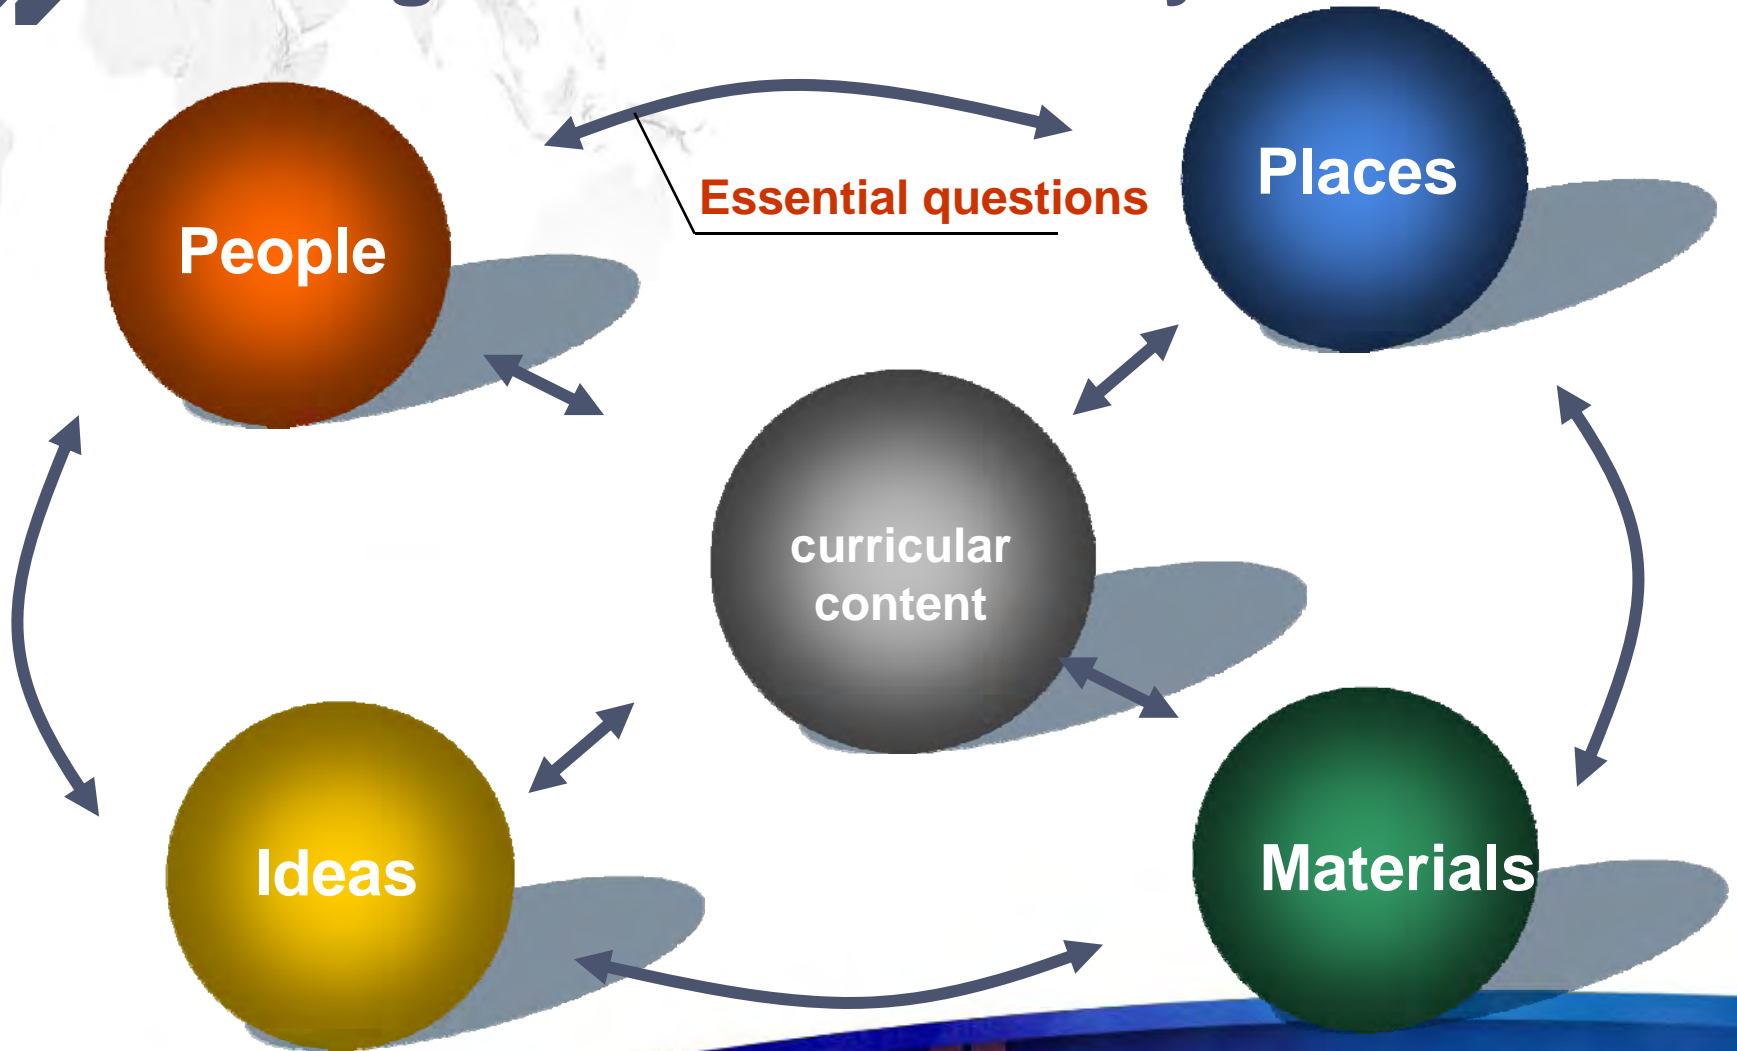 Places
Essential questions
People
curricular
content
Ideas
Materials